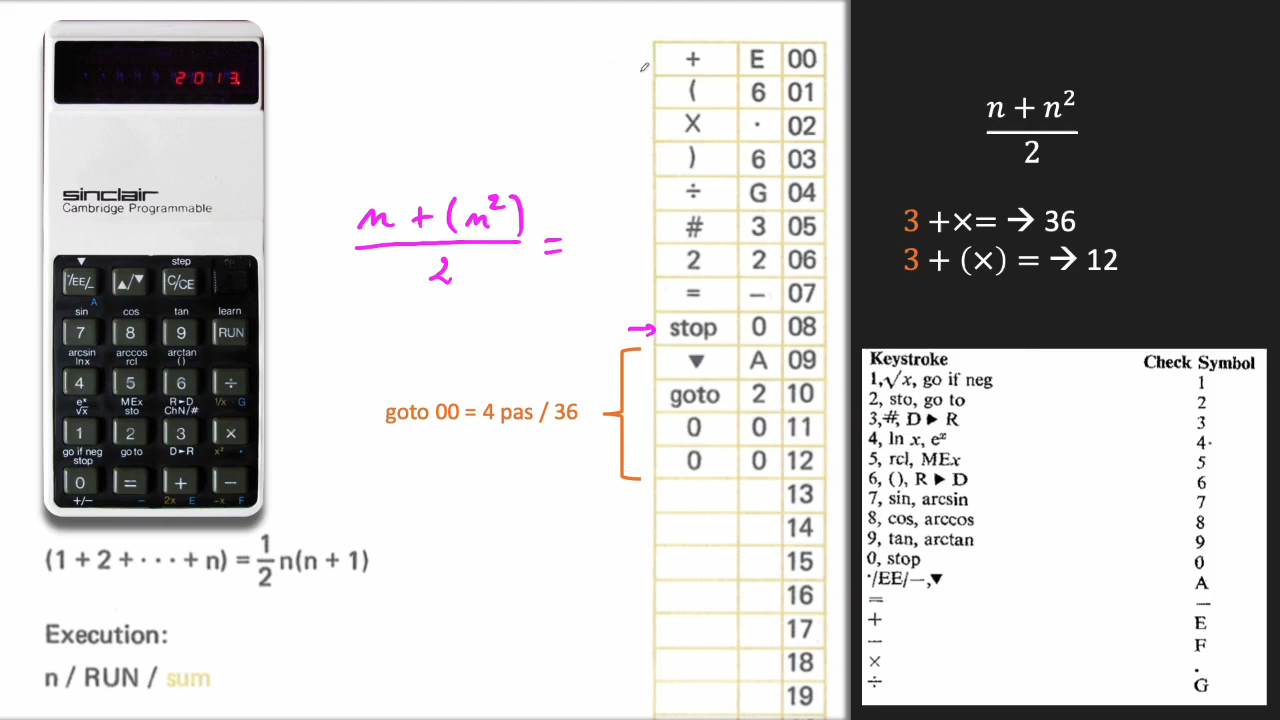 2013.
sinclair
Cambridge Programmable
▼ step
·/EE/− ▲/▼ C/CE
A
sin cos tan learn
7 8 9 RUN
arcsin arccos arctan
ln x rcl ( )
4 5 6 ÷
eˣ MEx R►D 1/x G
√x sto ChN/#
1 2 3 ×
go if neg go to D►R x² ·
stop
0 = + −
+/− − 2x E −x F
(1 + 2 + · · · + n) = 1/2 n(n + 1)
Execution:
n / RUN / sum
n + (n²)
2
=
goto 00 = 4 pas / 36
+ E 00
( 6 01
X · 02
) 6 03
÷ G 04
# 3 05
2 2 06
= − 07
→ stop 0 08
▼ A 09
goto 2 10
0 0 11
0 0 12
13
14
15
16
17
18
19
n + n²
2
3 +×= → 36
3 + (×) = → 12
Keystroke Check Symbol
1,√x, go if neg 1
2, sto, go to 2
3,#, D ► R 3
4, ln x, eˣ 4
5, rcl, MEx 5
6, (), R ► D 6
7, sin, arcsin 7
8, cos, arccos 8
9, tan, arctan 9
0, stop 0
·/EE/−,▼ A
= −
+ E
− F
× ·
÷ G